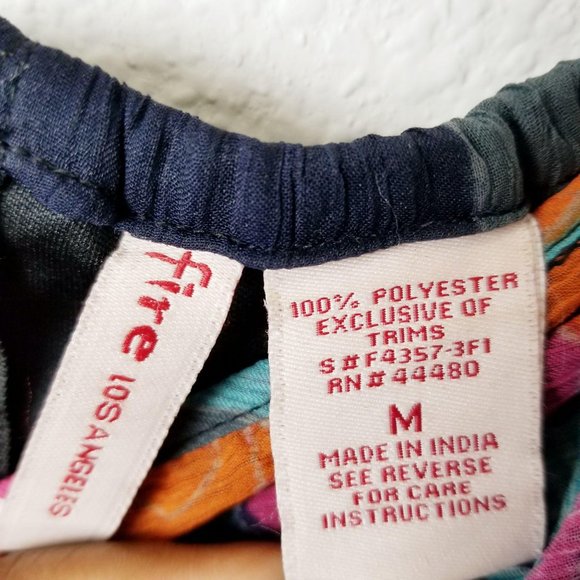 fire
LOS ANGELES
100% POLYESTER
EXCLUSIVE OF
TRIMS
S#F4357-3F1
RN# 44480
M
MADE IN INDIA
SEE REVERSE
FOR CARE
INSTRUCTIONS